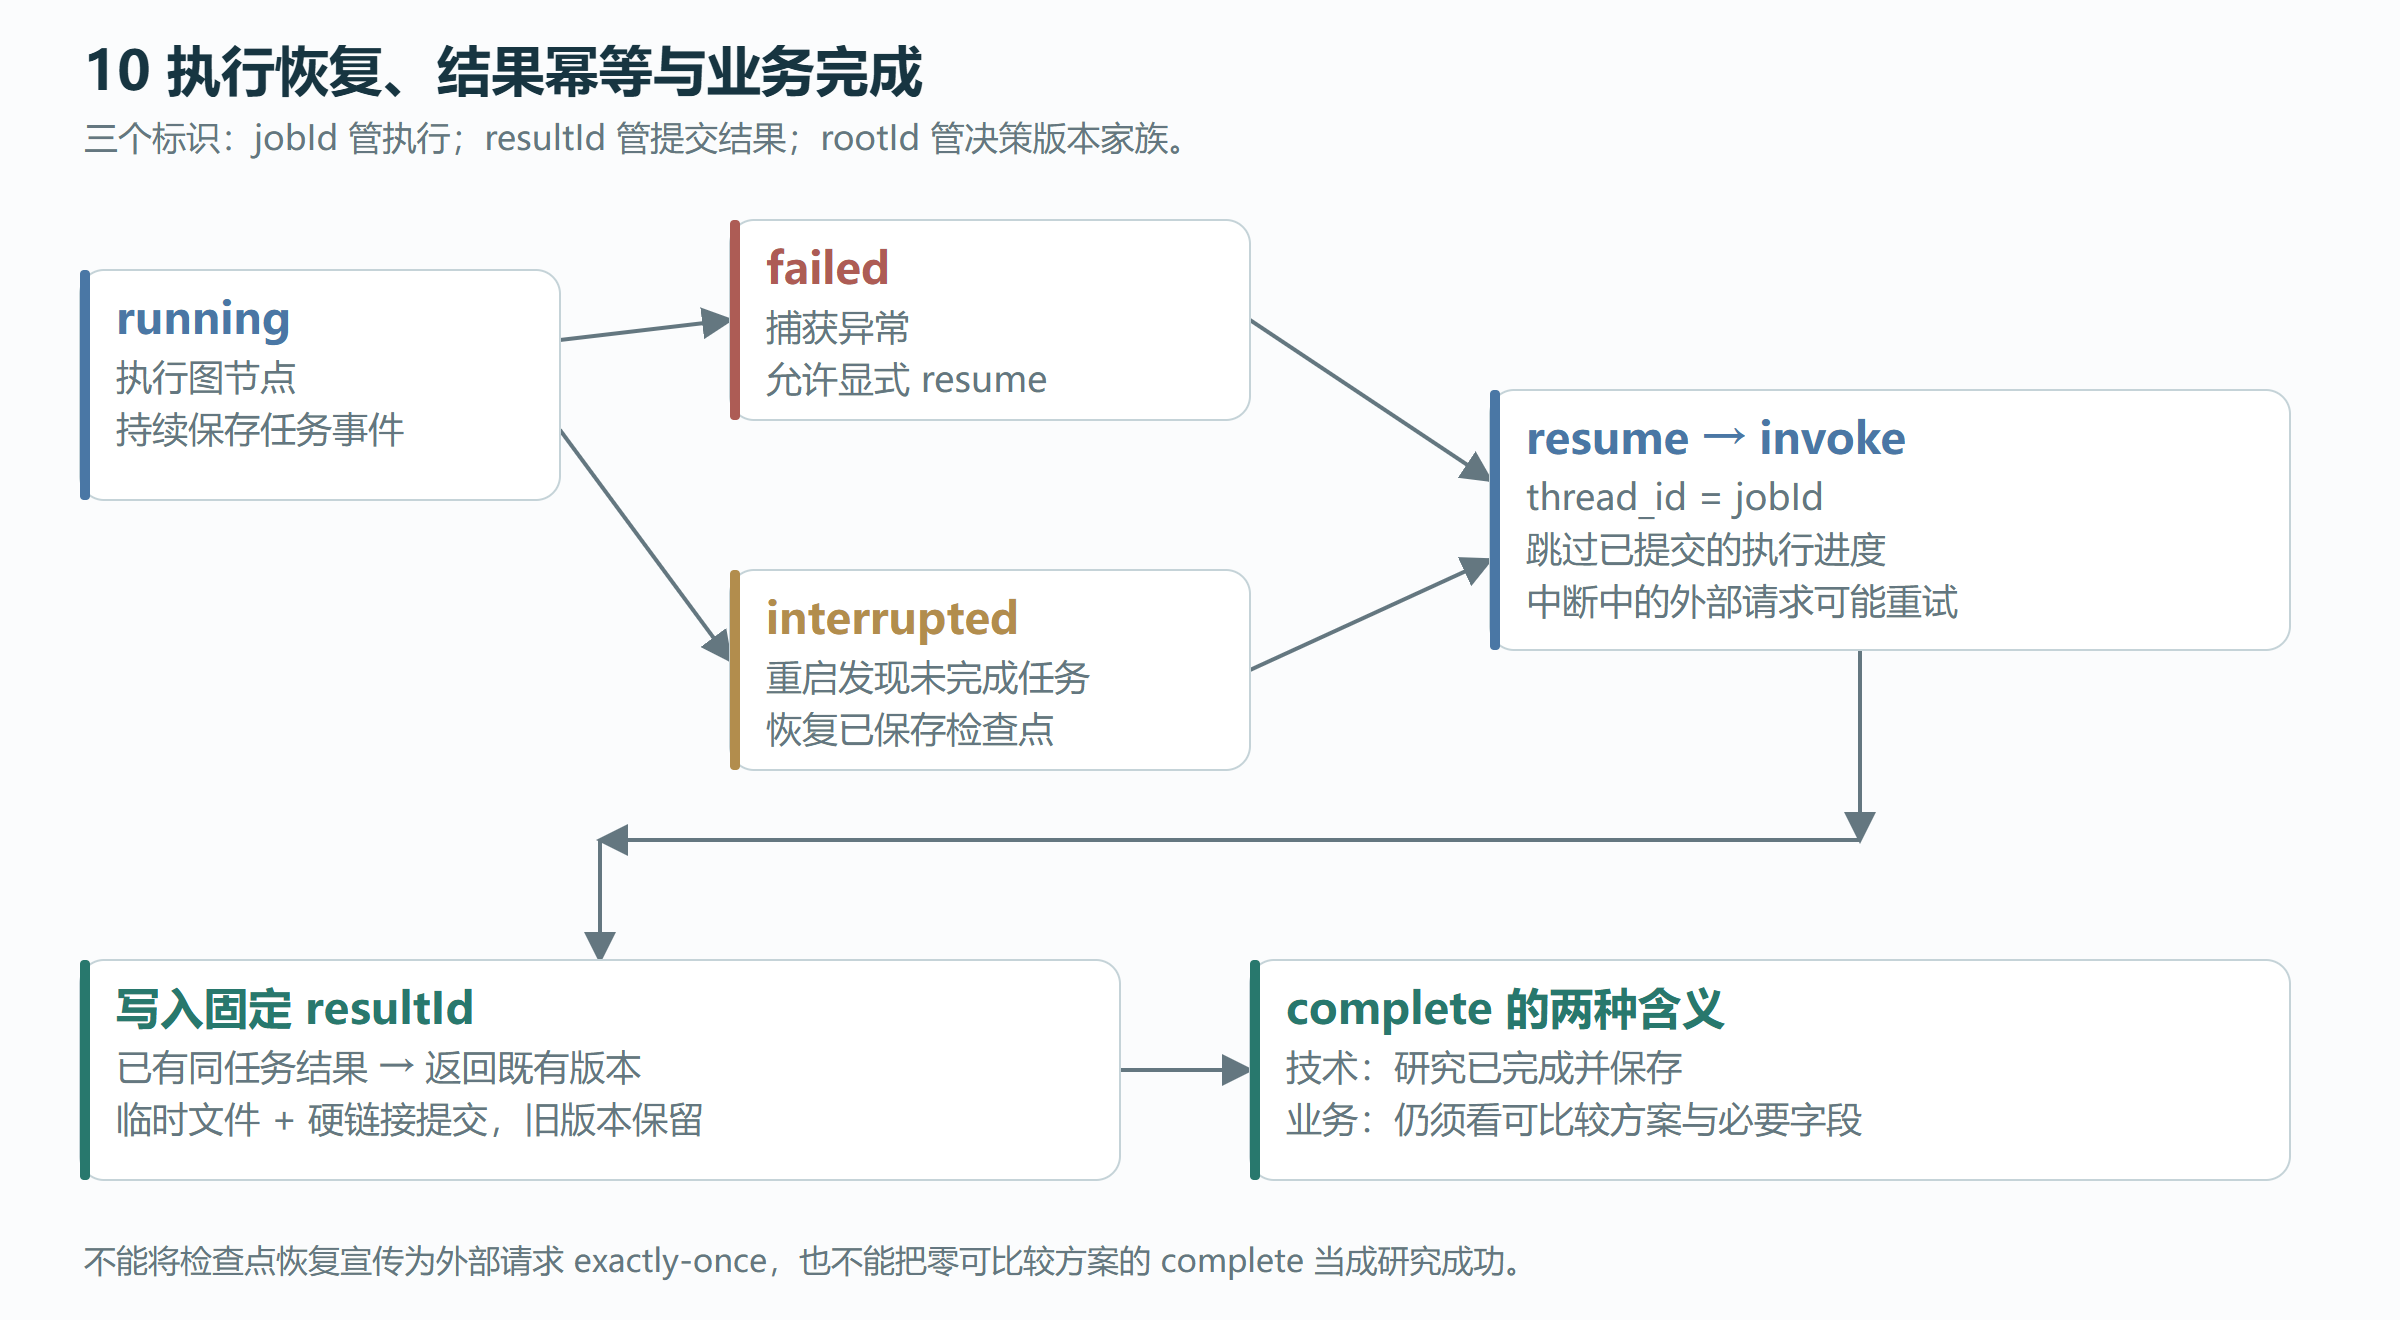 10 执行恢复、结果幂等与业务完成
三个标识：jobId 管执行；resultId 管提交结果；rootId 管决策版本家族。
running
执行图节点
持续保存任务事件
failed
捕获异常
允许显式 resume
interrupted
重启发现未完成任务
恢复已保存检查点
resume → invoke
thread_id = jobId
跳过已提交的执行进度
中断中的外部请求可能重试
写入固定 resultId
已有同任务结果 → 返回既有版本
临时文件 + 硬链接提交，旧版本保留
complete 的两种含义
技术：研究已完成并保存
业务：仍须看可比较方案与必要字段
不能将检查点恢复宣传为外部请求 exactly-once，也不能把零可比较方案的 complete 当成研究成功。